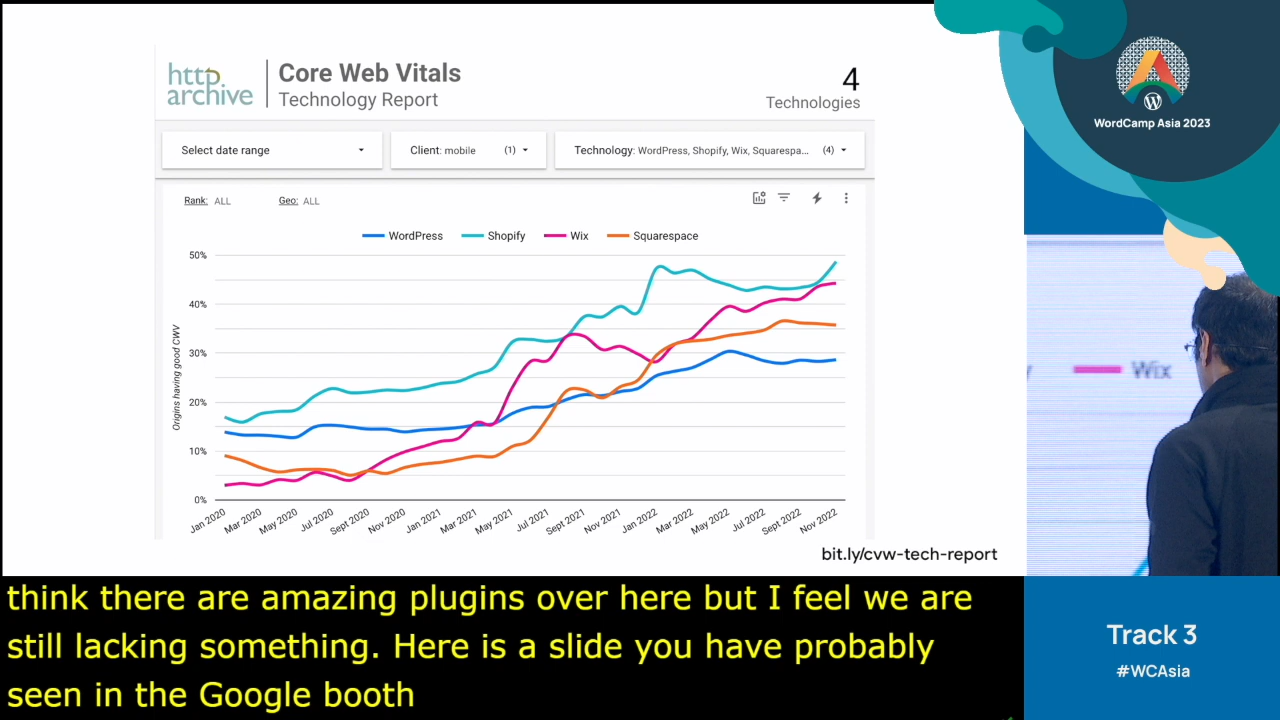 http
archive
Core Web Vitals
Technology Report
4
Technologies
Select date range
Client: mobile (1)
Technology: WordPress, Shopify, Wix, Squarespa... (4)
Rank: ALL
Geo: ALL
WordPress Shopify Wix Squarespace
Origins having good CWV
50%
40%
30%
20%
10%
0%
Jan 2020 Mar 2020 May 2020 Jul 2020 Sept 2020 Nov 2020 Jan 2021 Mar 2021 May 2021 Jul 2021 Sept 2021 Nov 2021 Jan 2022 Mar 2022 May 2022 Jul 2022 Sept 2022 Nov 2022
bit.ly/cvw-tech-report
WordCamp Asia 2023
Wix
think there are amazing plugins over here but I feel we are
still lacking something. Here is a slide you have probably
seen in the Google booth
Track 3
#WCAsia